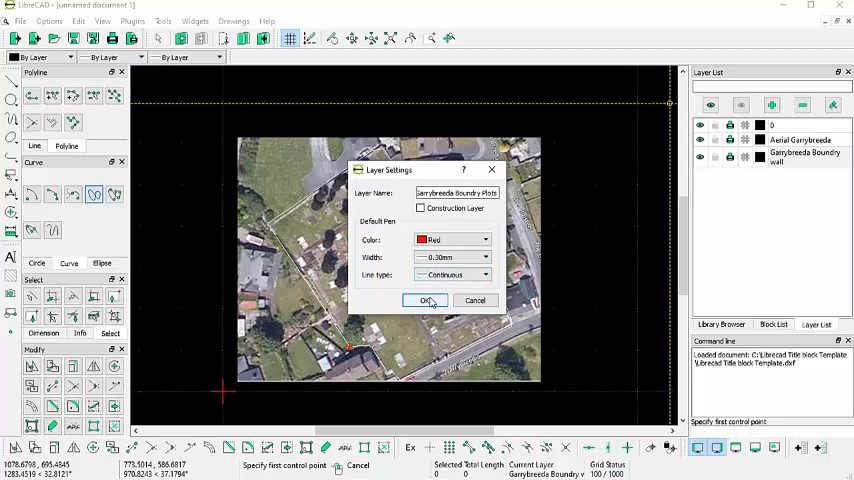 LibreCAD - [unnamed document 1]
File Options Edit View Plugins Tools Widgets Drawings Help
By Layer By Layer By Layer
Polyline
Line Polyline
Curve
Circle Curve Ellipse
Select
Dimension Info Select
Modify
Layer Settings ?
Layer Name: Garrybreeda Boundry Plots
Construction Layer
Default Pen
Color: Red
Width: 0.30mm
Line type: Continuous
OK Cancel
Layer List
0
Aerial Garrybreeda
Garrybreeda Boundry
wall
Library Browser Block List Layer List
Command line
Loaded document: C:\Librecad Title block Template
\Librecad Title block Template.dxf
Specify first control point
Ex
1078.6798 , 695.4845
1283.4519 < 32.8121°
773.5014 , 586.6817
970.8243 < 37.1794°
Specify first control point Cancel
Selected Total Length
0 0
Current Layer
Garrybreeda Boundry
Grid Status
100 / 1000